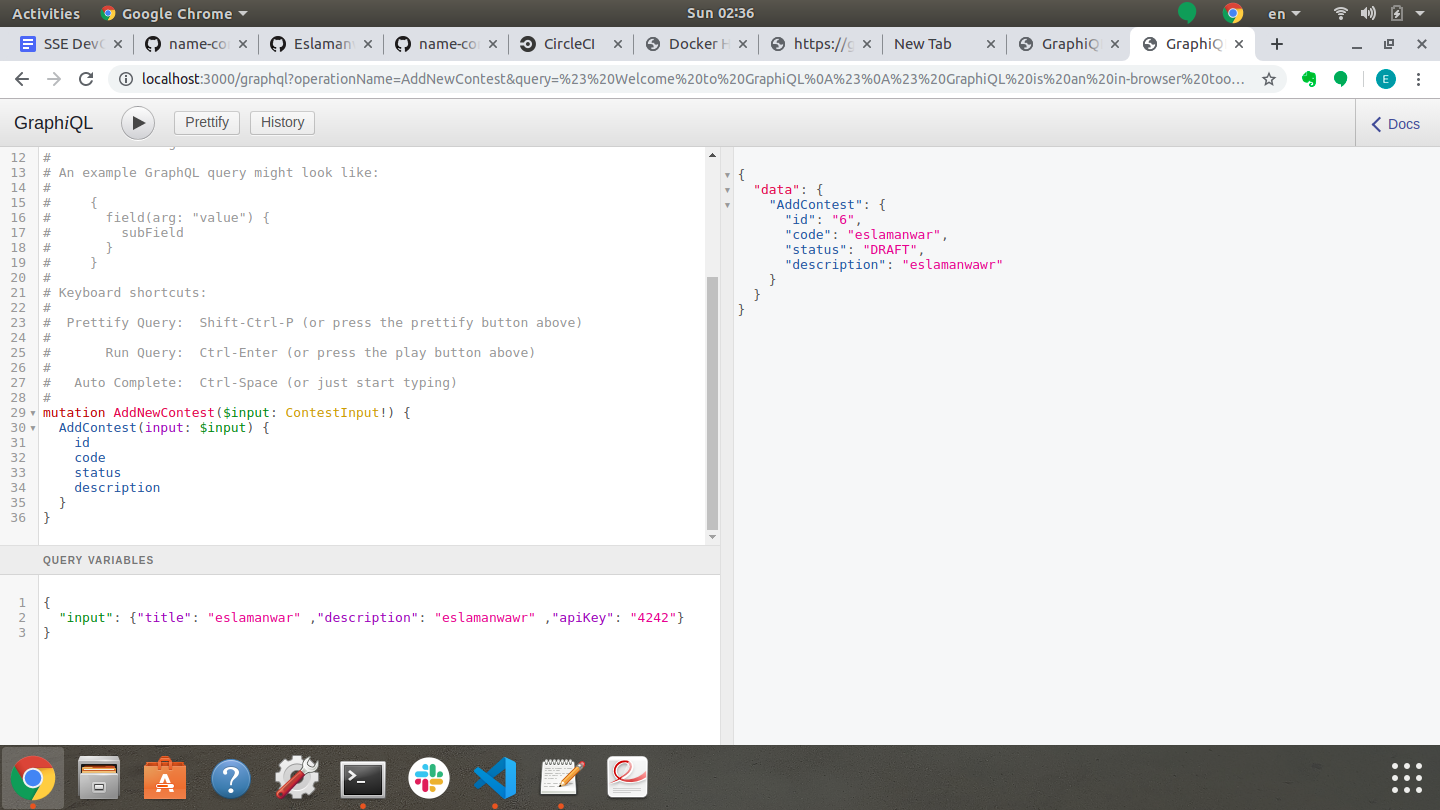 Activities Google Chrome Sun 02:36 en
SSE Dev name-co Eslaman name-co CircleCI Docker H https:// New Tab GraphiQ GraphiQ
localhost:3000/graphql?operationName=AddNewContest&query=%23%20Welcome%20to%20GraphiQL%0A%23%0A%23%20GraphiQL%20is%20an%20in-browser%20too... E
GraphiQL Prettify History Docs
12 #
13 # An example GraphQL query might look like:
14 #
15 # {
16 # field(arg: "value") {
17 # subField
18 # }
19 # }
20 #
21 # Keyboard shortcuts:
22 #
23 # Prettify Query: Shift-Ctrl-P (or press the prettify button above)
24 #
25 # Run Query: Ctrl-Enter (or press the play button above)
26 #
27 # Auto Complete: Ctrl-Space (or just start typing)
28 #
29 mutation AddNewContest($input: ContestInput!) {
30 AddContest(input: $input) {
31 id
32 code
33 status
34 description
35 }
36 }
QUERY VARIABLES
1 {
2 "input": {"title": "eslamanwar" ,"description": "eslamanwawr" ,"apiKey": "4242"}
3 }
{
"data": {
"AddContest": {
"id": "6",
"code": "eslamanwar",
"status": "DRAFT",
"description": "eslamanwawr"
}
}
}